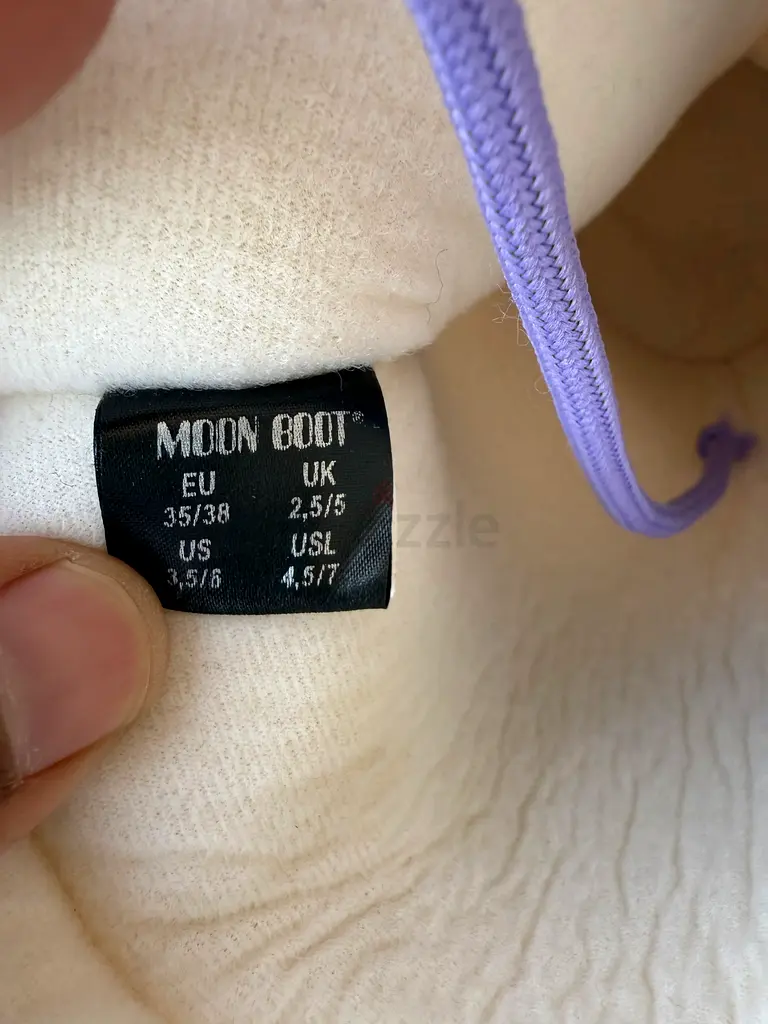 MOON BOOT®
EU UK
35/38 2,5/5
US USL
3,5/6 4,5/7